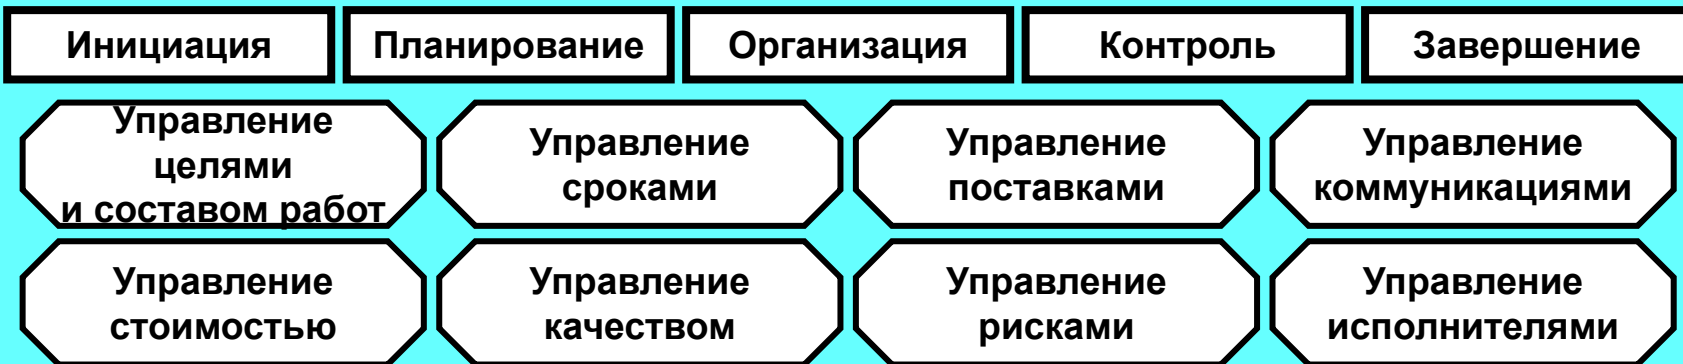 Инициация
Планирование
Организация
Контроль
Завершение
Управление
целями
и составом работ
Управление
сроками
Управление
поставками
Управление
коммуникациями
Управление
стоимостью
Управление
качеством
Управление
рисками
Управление
исполнителями